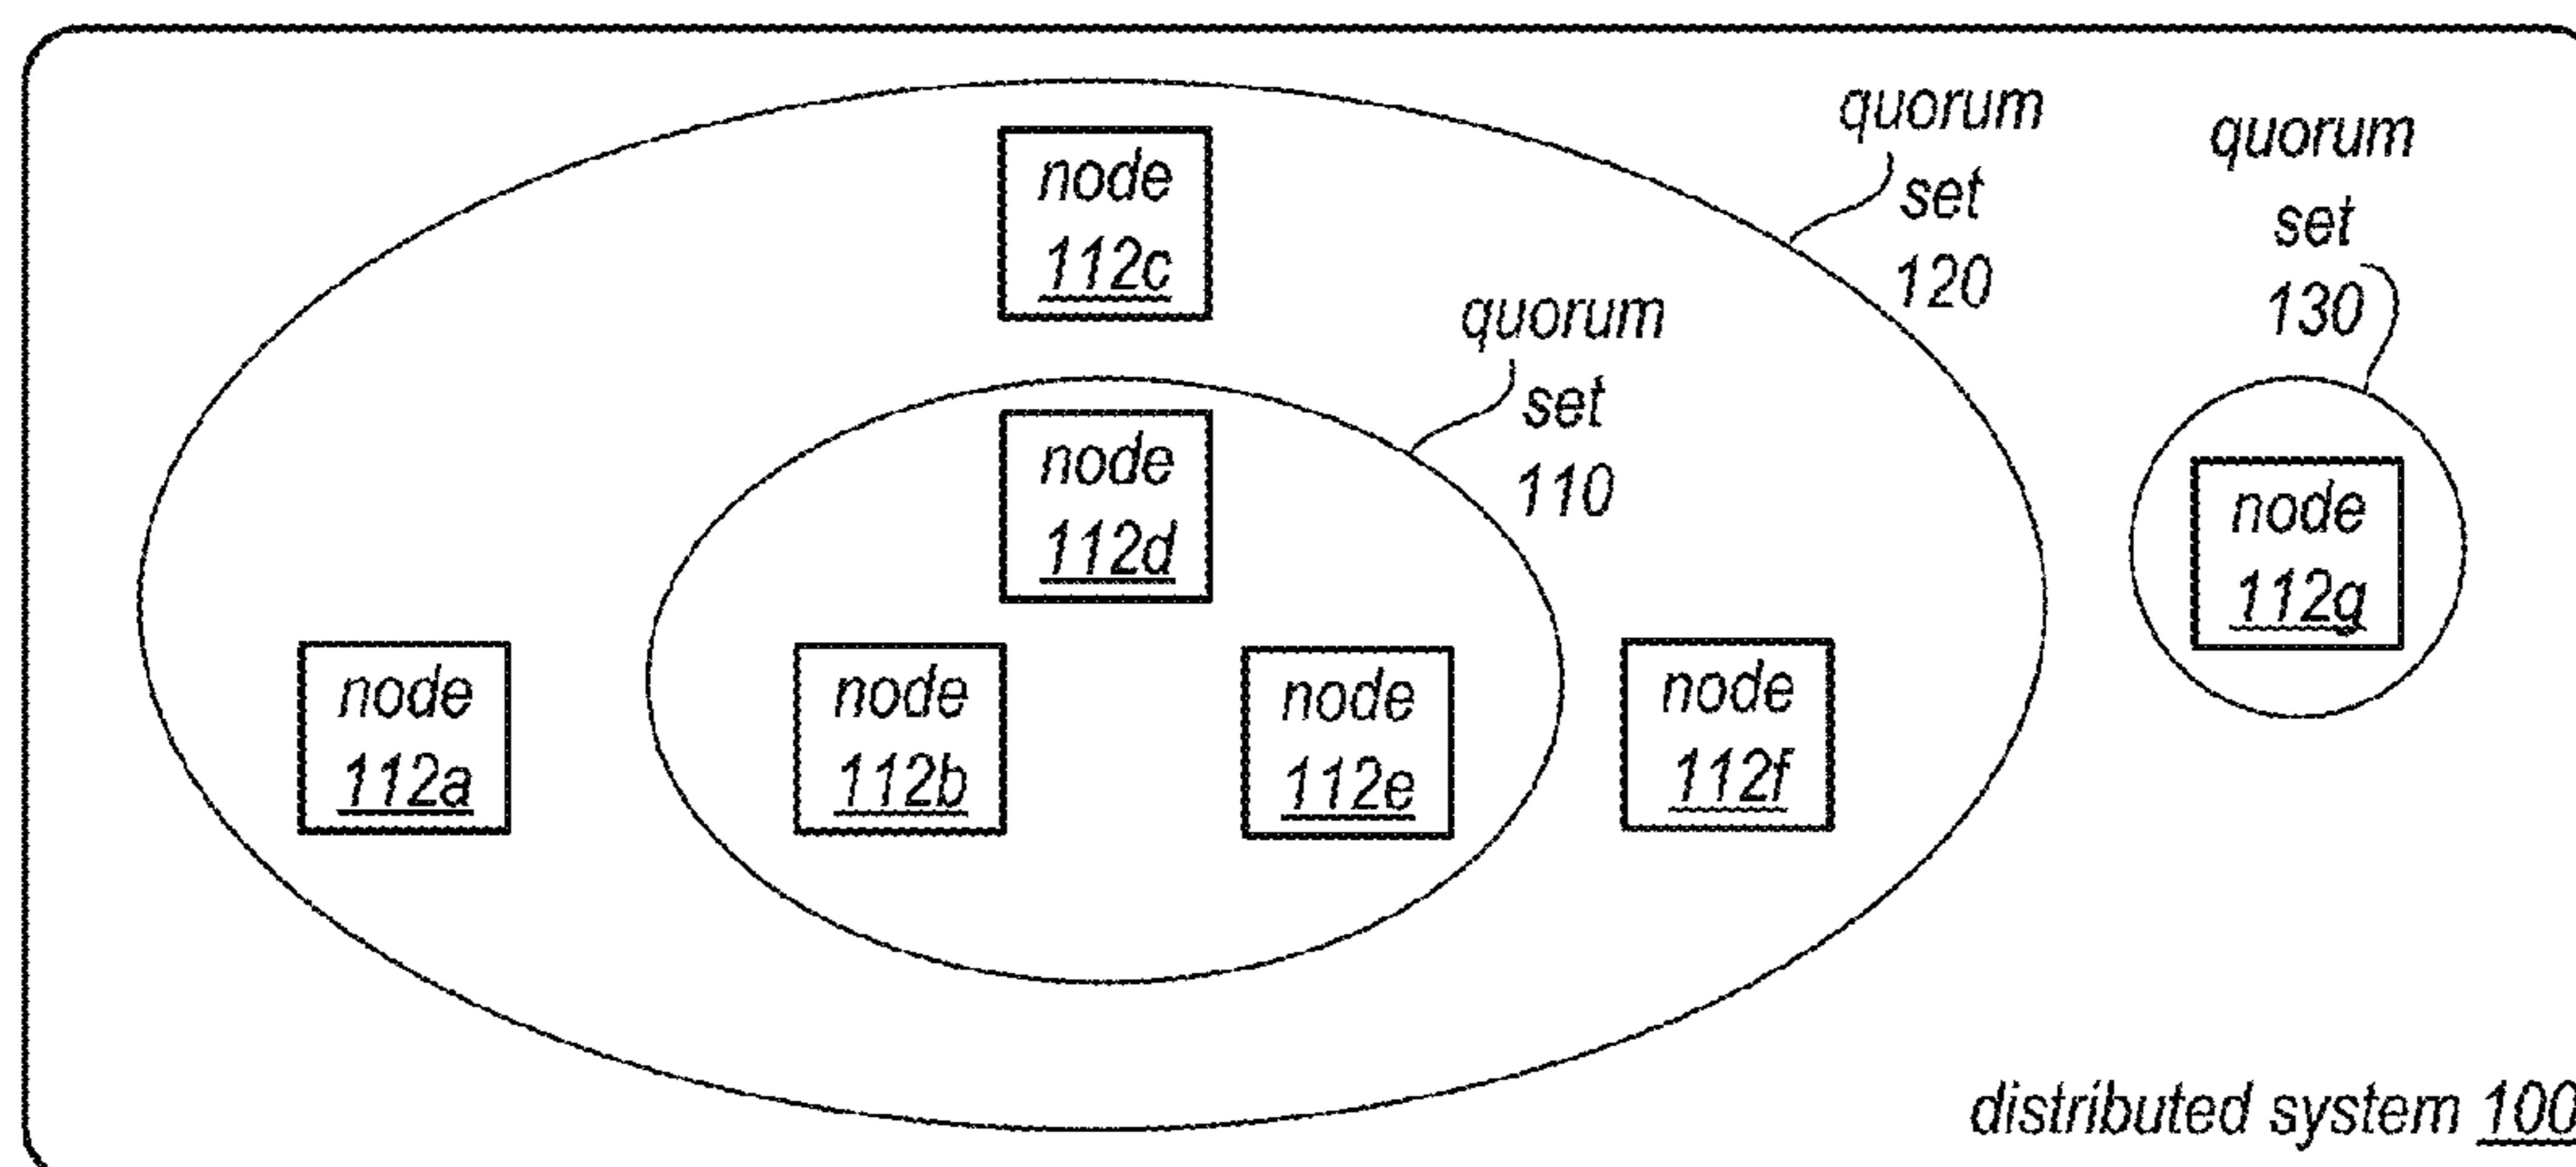 node
112c
quorum
set
120
quorum
set
130
quorum
set
110
node
112d
node
112g
node
112a
node
112b
node
112e
node
112f
distributed system 100